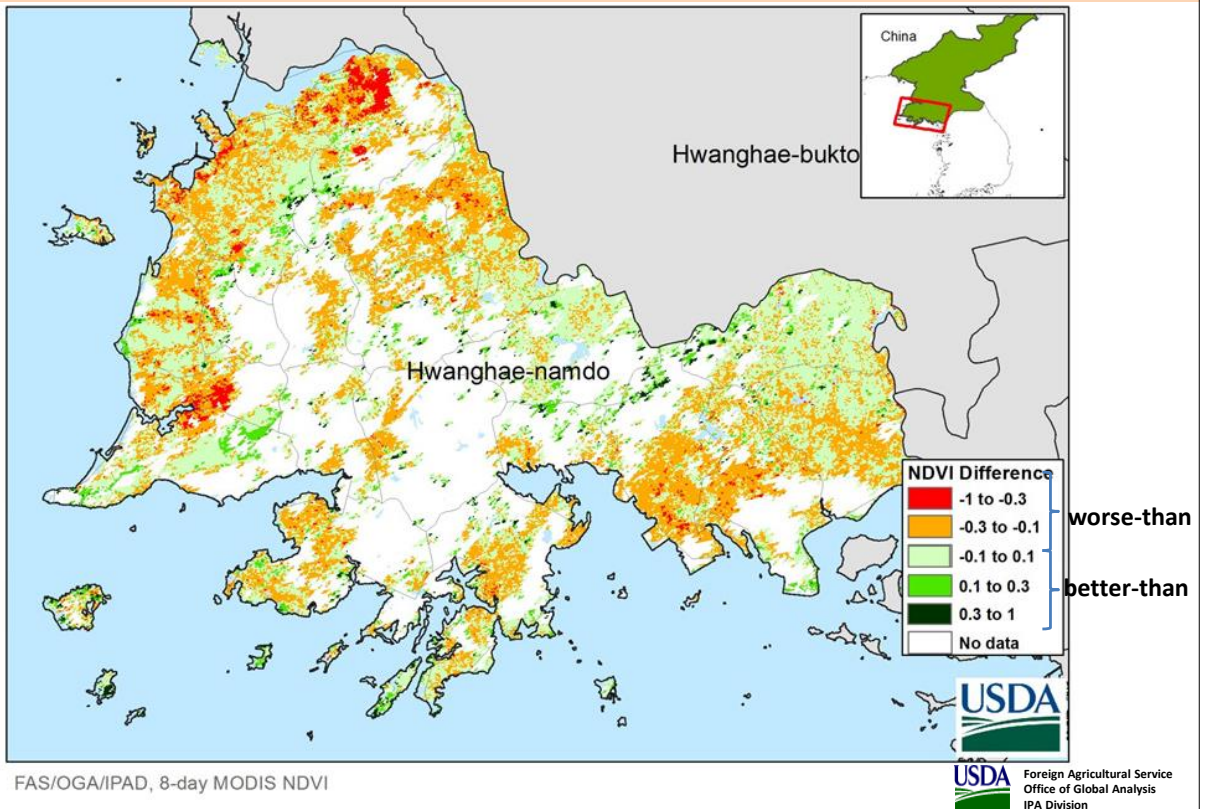 China
Hwanghae-bukto
Hwanghae-namdo
NDVI Difference
-1 to -0.3
-0.3 to -0.1
-0.1 to 0.1
0.1 to 0.3
0.3 to 1
No data
worse-than
better-than
USDA
FAS/OGA/IPAD, 8-day MODIS NDVI
USDA
Foreign Agricultural Service
Office of Global Analysis
IPA Division